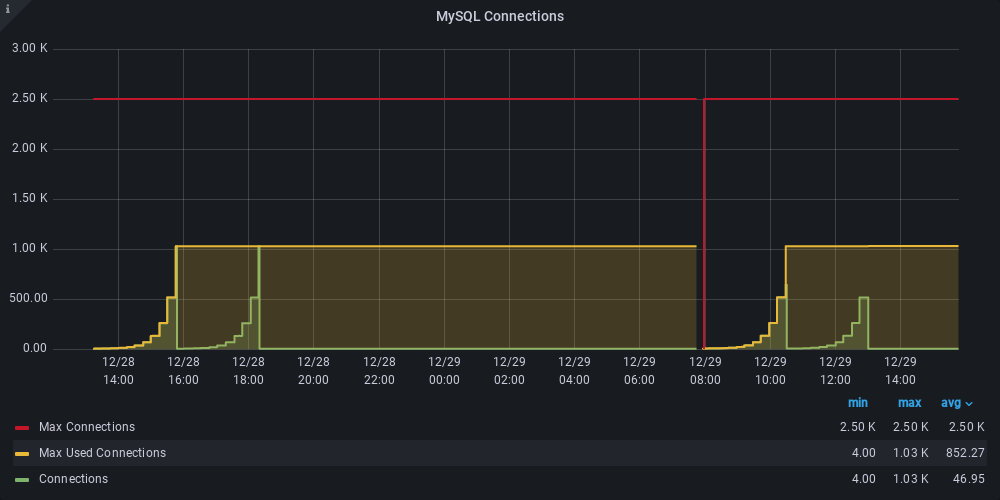 i
MySQL Connections
3.00 K
2.50 K
2.00 K
1.50 K
1.00 K
500.00
0.00
12/28 12/28 12/28 12/28 12/28 12/29 12/29 12/29 12/29 12/29 12/29 12/29 12/29
14:00 16:00 18:00 20:00 22:00 00:00 02:00 04:00 06:00 08:00 10:00 12:00 14:00
min max avg
Max Connections 2.50 K 2.50 K 2.50 K
Max Used Connections 4.00 1.03 K 852.27
Connections 4.00 1.03 K 46.95